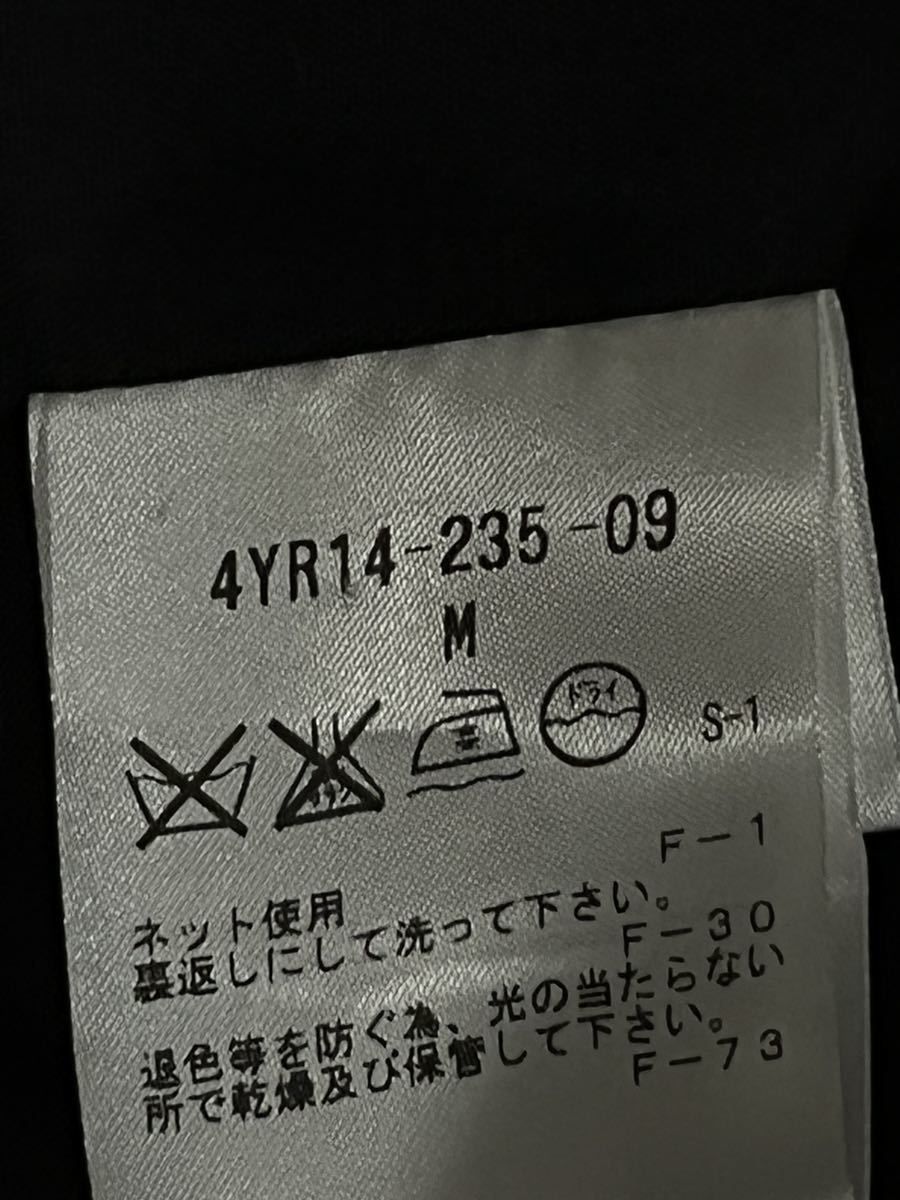 4YR14-235-09
M
ドライ
S-1
F-1
ネット使用
裏返しにして洗って下さい。
F-30
退色等を防ぐ為、光の当たらない
所で乾燥及び保管して下さい。
F-73